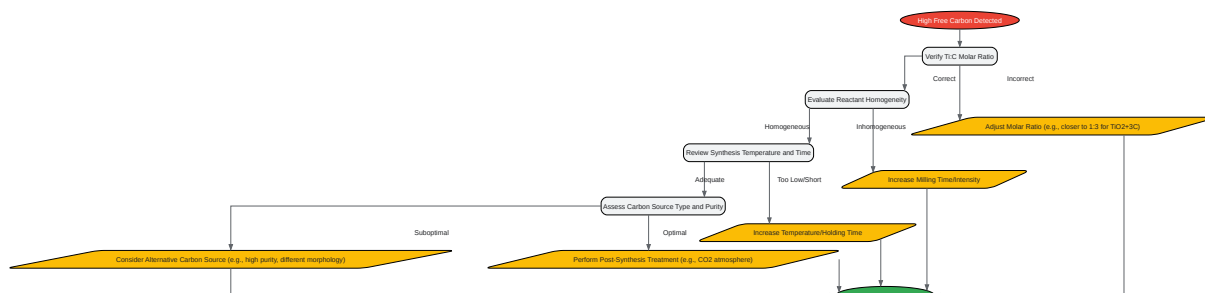 High Free Carbon Detected
Verify Ti:C Molar Ratio
Correct
Incorrect
Evaluate Reactant Homogeneity
Adjust Molar Ratio (e.g., closer to 1:3 for TiO2+3C)
Homogeneous
Inhomogeneous
Review Synthesis Temperature and Time
Adequate
Too Low/Short
Increase Milling Time/Intensity
Assess Carbon Source Type and Purity
Suboptimal
Optimal
Increase Temperature/Holding Time
Consider Alternative Carbon Source (e.g., high purity, different morphology)
Perform Post-Synthesis Treatment (e.g., CO2 atmosphere)